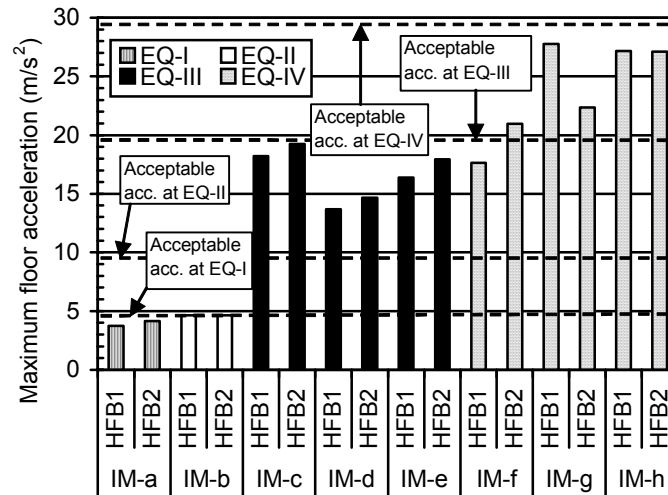 30
25
20
15
10
5
0
Maximum floor acceleration (m/s²)
EQ-I EQ-II
EQ-III EQ-IV
Acceptable
acc. at EQ-III
Acceptable
acc. at EQ-IV
Acceptable
acc. at EQ-II
Acceptable
acc. at EQ-I
HFB1 HFB2 HFB1 HFB2 HFB1 HFB2 HFB1 HFB2 HFB1 HFB2 HFB1 HFB2 HFB1 HFB2 HFB1 HFB2
IM-a IM-b IM-c IM-d IM-e IM-f IM-g IM-h